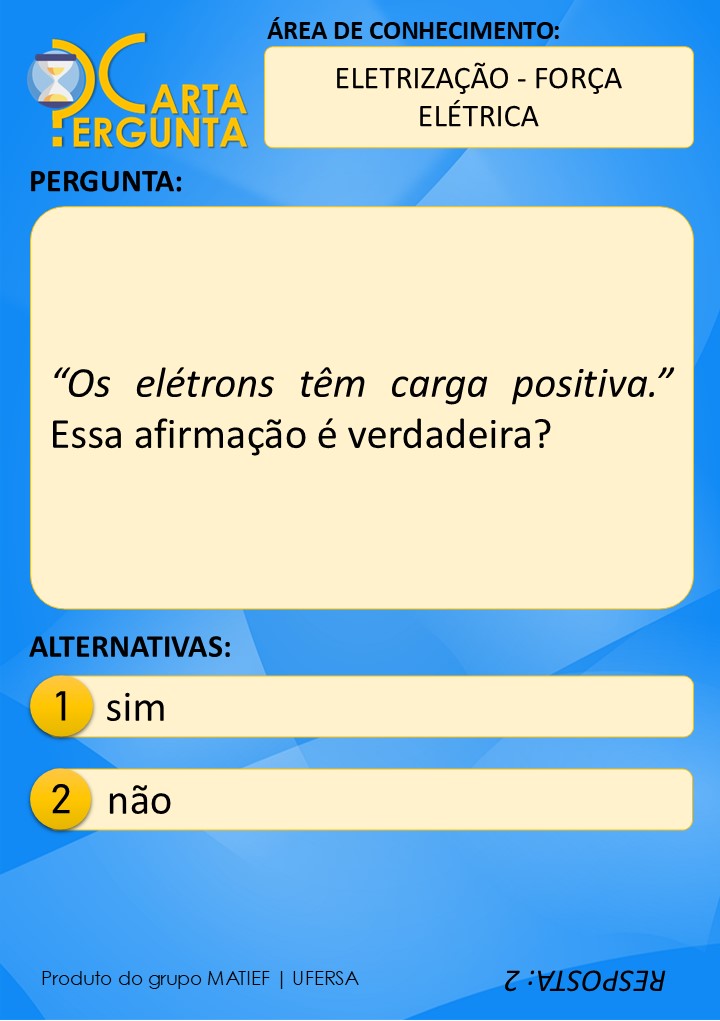 CARTA
PERGUNTA
ÁREA DE CONHECIMENTO:
ELETRIZAÇÃO - FORÇA
ELÉTRICA
PERGUNTA:
“Os elétrons têm carga positiva.”
Essa afirmação é verdadeira?
ALTERNATIVAS:
1 sim
2 não
Produto do grupo MATIEF | UFERSA
RESPOSTA: 2